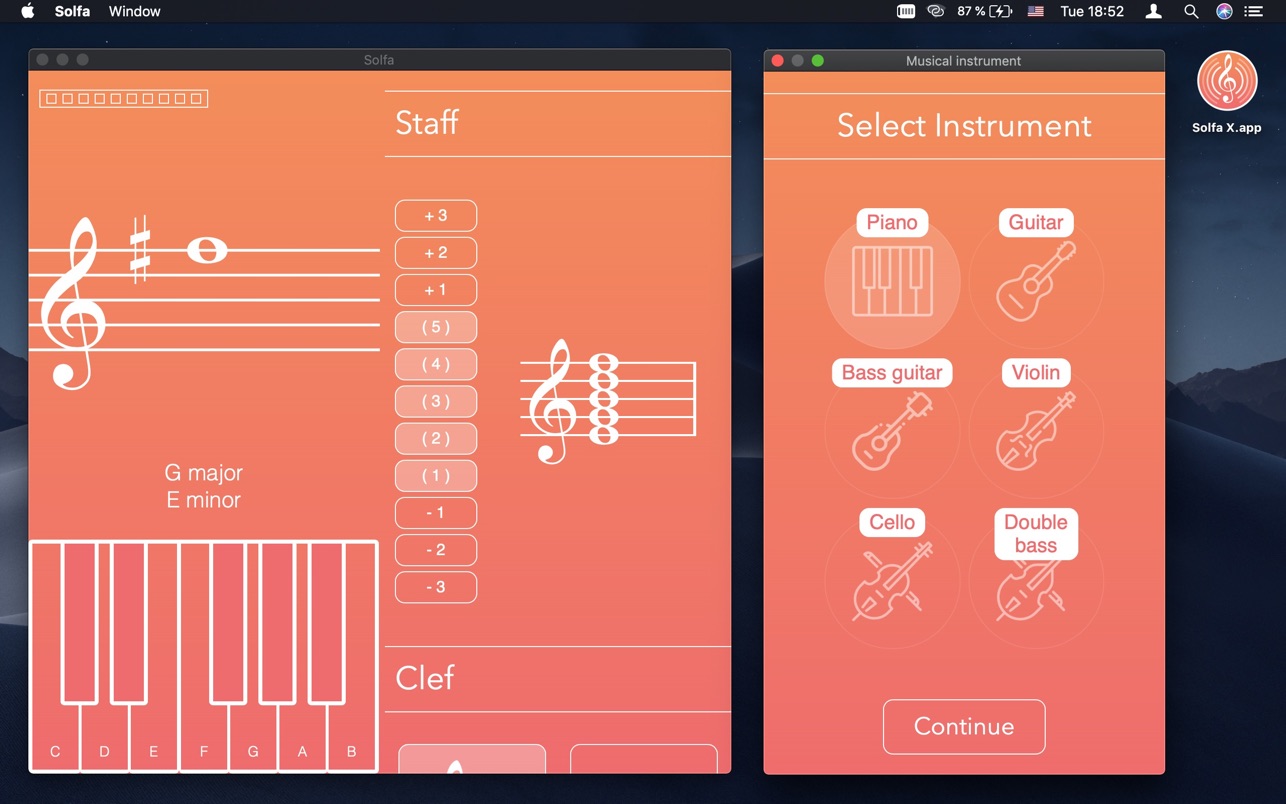 Solfa Window 87 % Tue 18:52
Solfa
Staff
+ 3
+ 2
+ 1
( 5 )
( 4 )
( 3 )
( 2 )
( 1 )
- 1
- 2
- 3
G major
E minor
C D E F G A B
Clef
Musical instrument
Select Instrument
Piano Guitar
Bass guitar Violin
Cello Double
bass
Continue
Solfa X.app